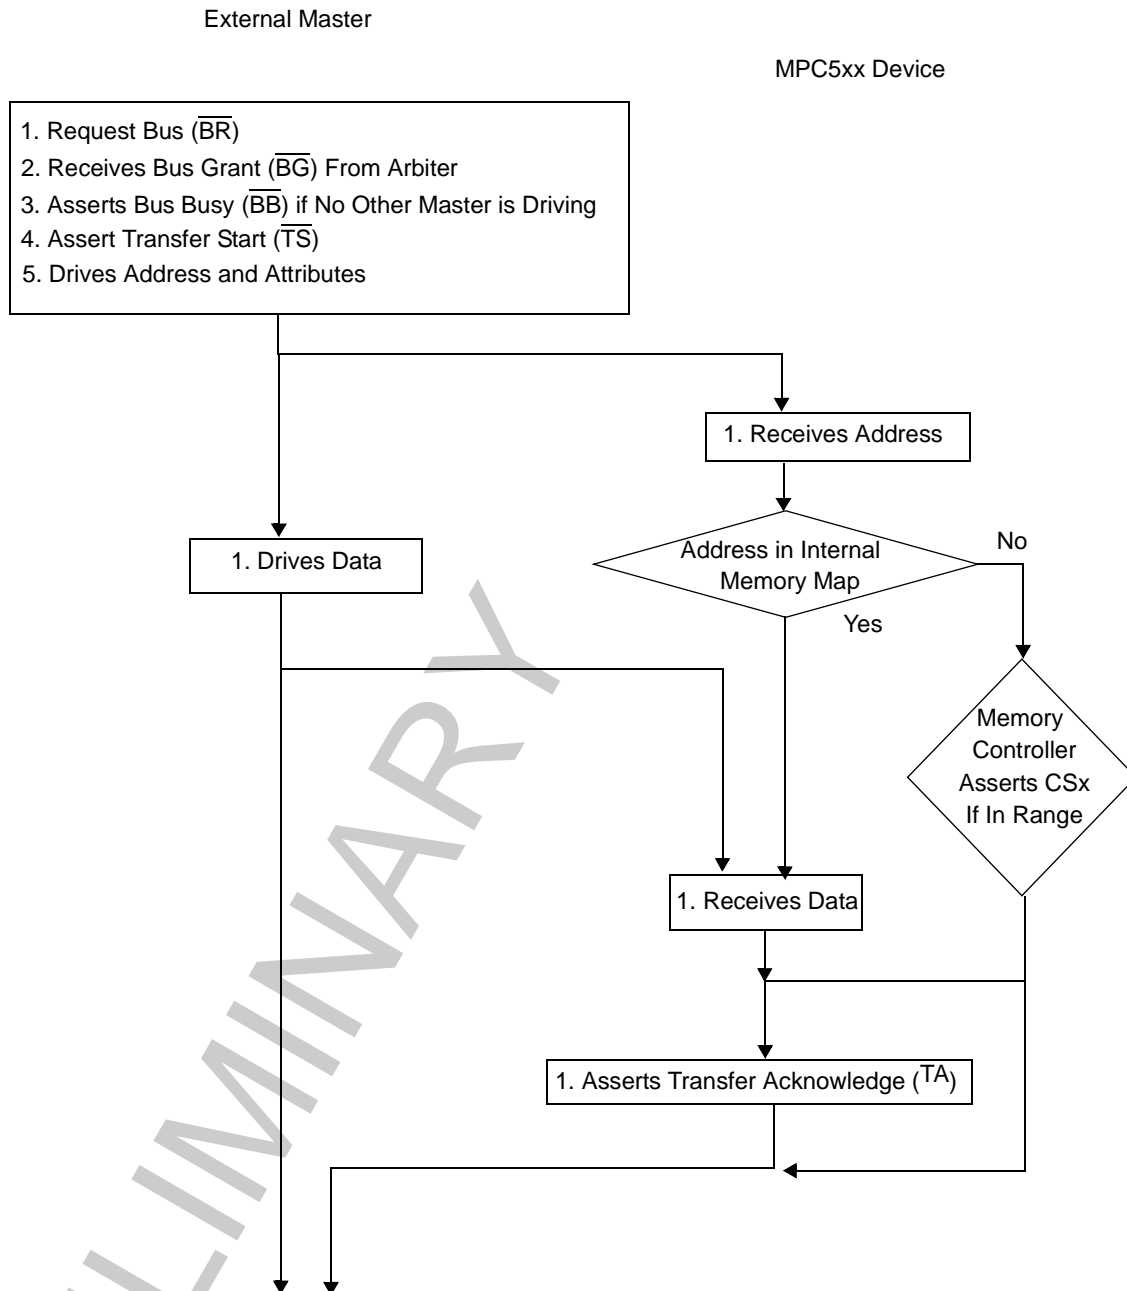 External Master
MPC5xx Device
1. Request Bus (BR)
2. Receives Bus Grant (BG) From Arbiter
3. Asserts Bus Busy (BB) if No Other Master is Driving
4. Assert Transfer Start (TS)
5. Drives Address and Attributes
1. Receives Address
1. Drives Data
Address in Internal
Memory Map
No
Yes
Memory
Controller
Asserts CSx
If In Range
1. Receives Data
1. Asserts Transfer Acknowledge (TA)
LIMINARY